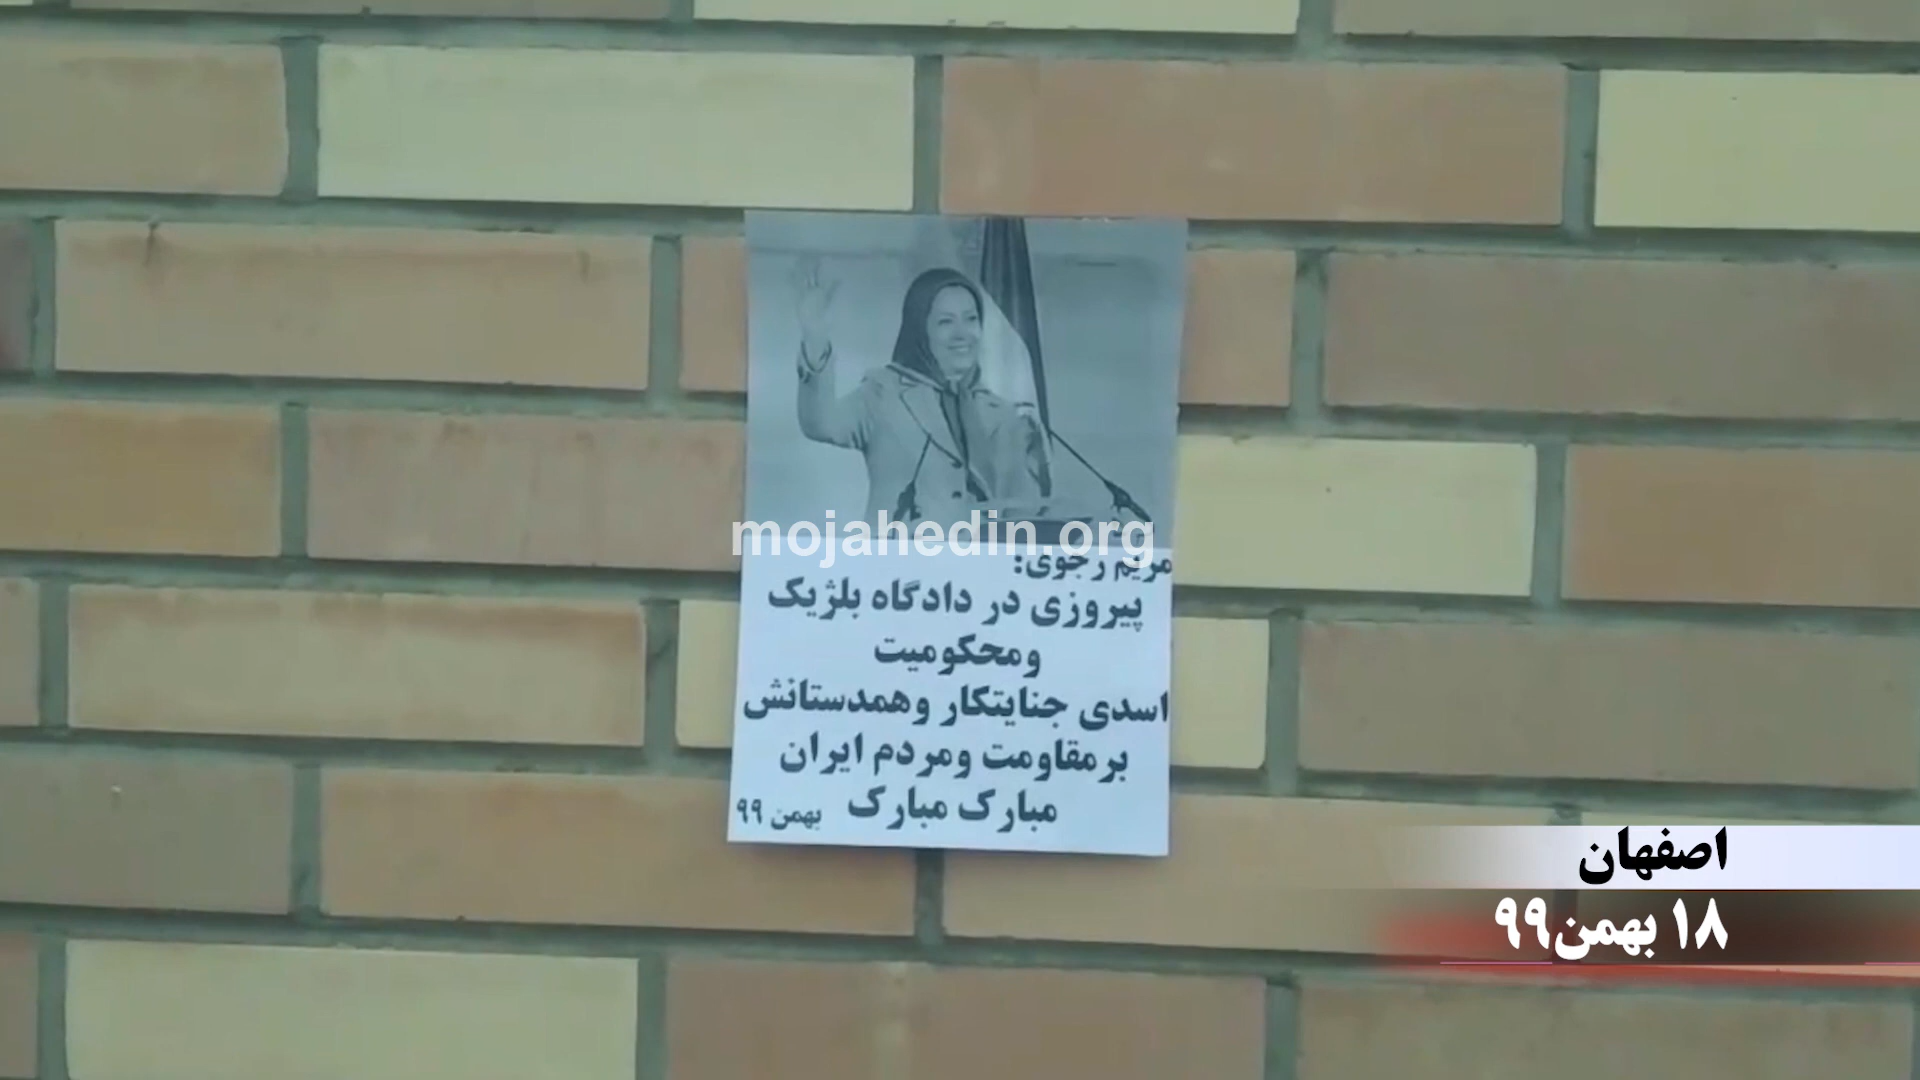 mojahedin.org
مریم رجوی:
پیروزی در دادگاه بلژیک
ومحکومیت
اسدی جنایتکار وهمدستانش
برمقاومت ومردم ایران
مبارک مبارک بهمن ۹۹
اصفهان
۱۸ بهمن۹۹